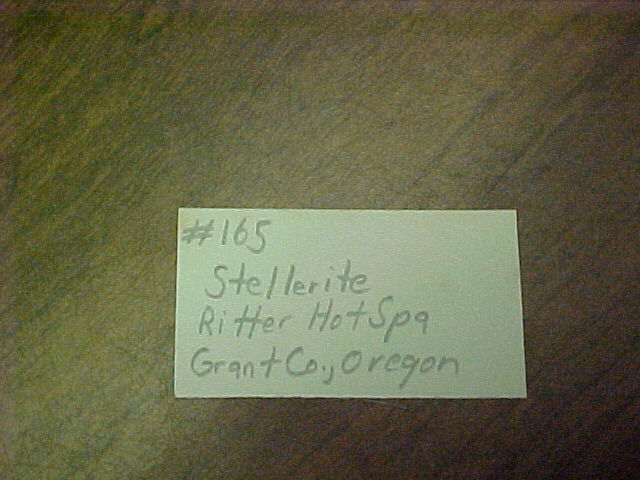 #165
Stellerite
Ritter Hot Spa
Grant Co., Oregon